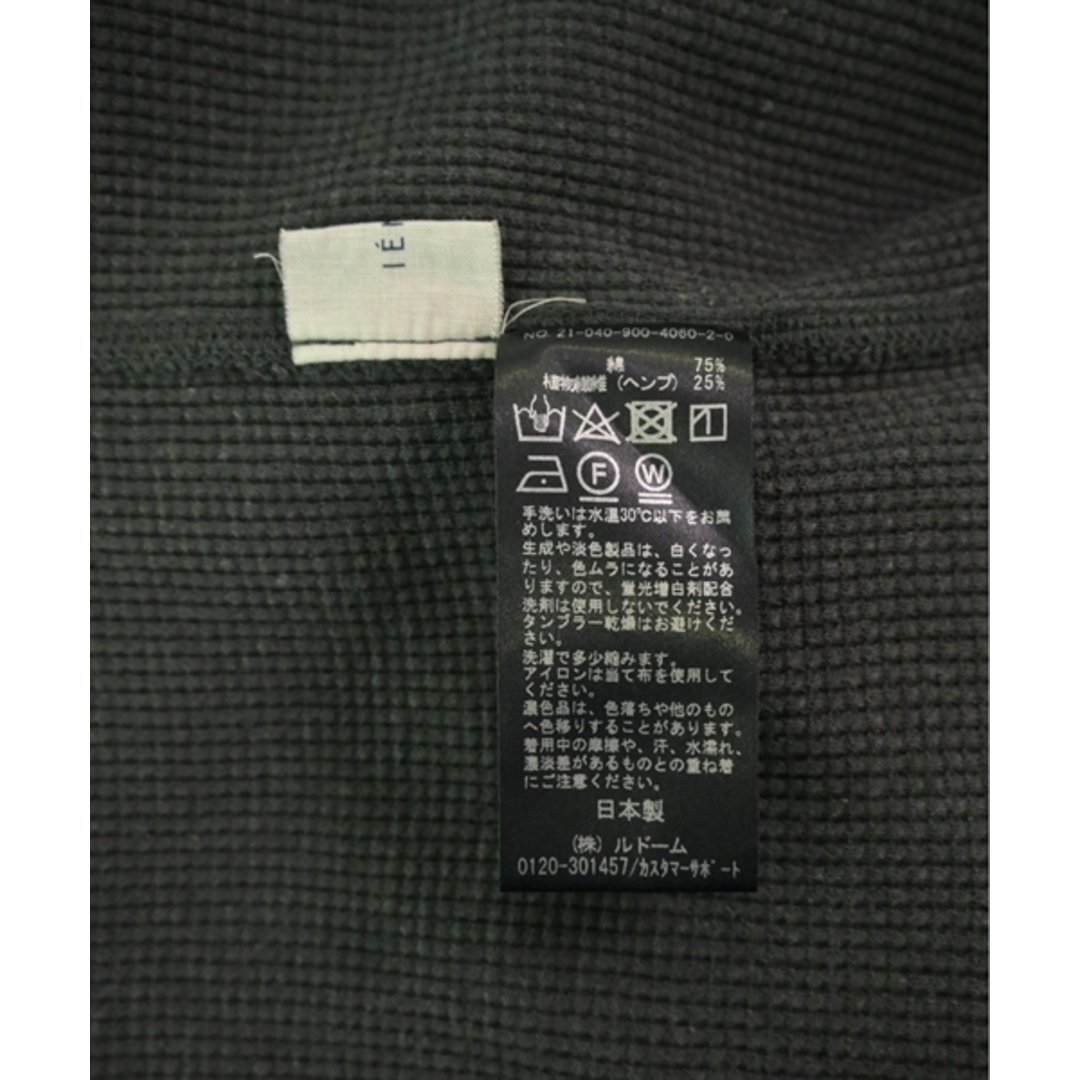 IÉ
NO. 21-040-900-4060-2-0
綿 75%
植物繊維 (ヘンプ) 25%
F W
手洗いは水温30℃以下をお薦
めします。
生成や淡色製品は、白くなっ
たり、色ムラになることがあ
りますので、蛍光増白剤配合
洗剤は使用しないでください。
タンブラー乾燥はお避けくだ
さい。
洗濯で多少縮みます。
アイロンは当て布を使用して
ください。
濃色品は、色落ちや他のもの
へ色移りすることがあります。
着用中の摩擦や、汗、水濡れ、
濃淡差があるものとの重ね着
にご注意ください。
日本製
(株) ルドーム
0120-301457/カスタマーサポート